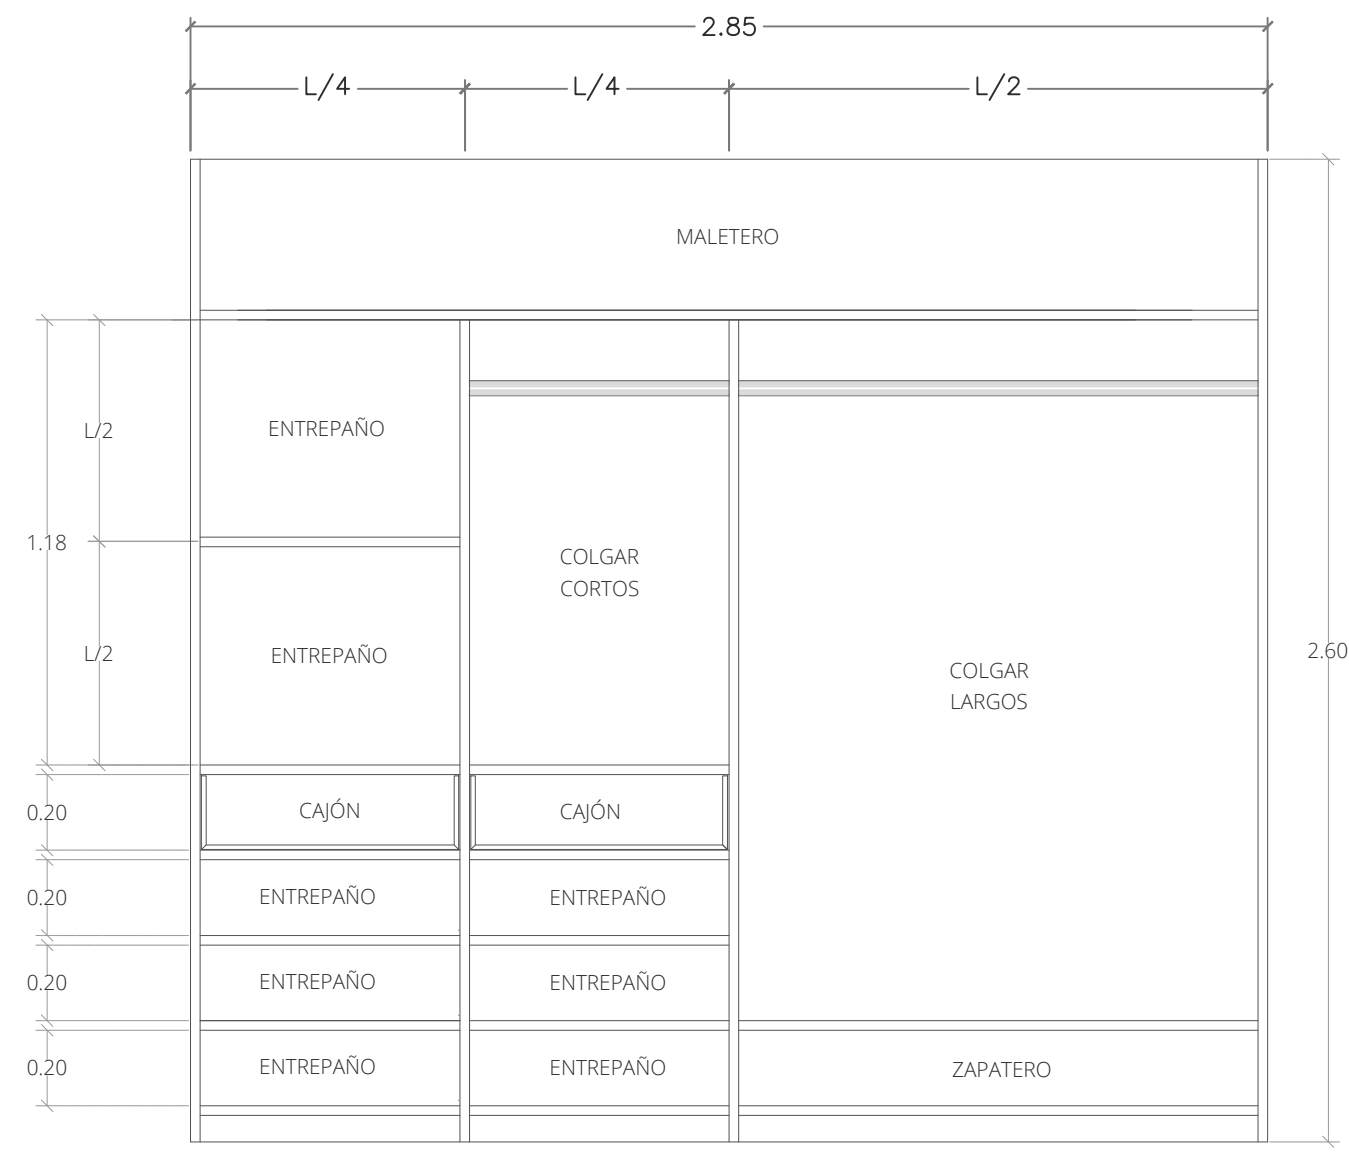 2.85
L/4
L/4
L/2
MALETERO
ENTREPAÑO
L/2
1.18
COLGAR
CORTOS
L/2
ENTREPAÑO
2.60
COLGAR
LARGOS
0.20
CAJÓN
CAJÓN
0.20
ENTREPAÑO
ENTREPAÑO
0.20
ENTREPAÑO
ENTREPAÑO
0.20
ENTREPAÑO
ENTREPAÑO
ZAPATERO